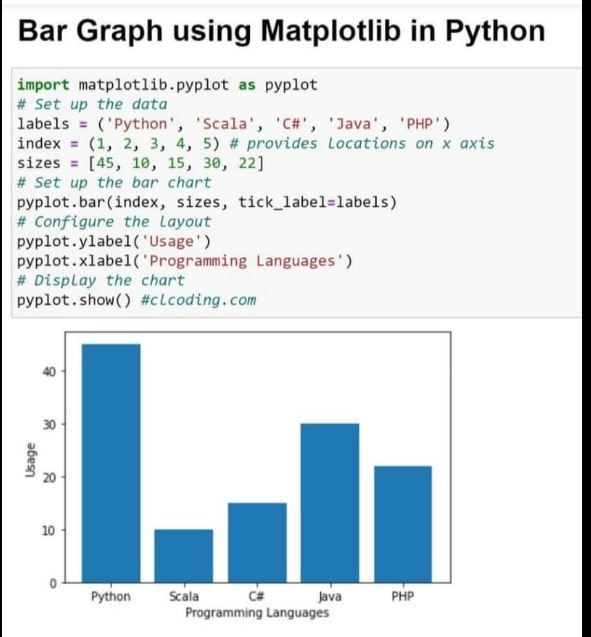 Bar Graph using Matplotlib in Python
import matplotlib.pyplot as pyplot
# Set up the data
labels = ('Python', 'Scala', 'C#', 'Java', 'PHP')
index = (1, 2, 3, 4, 5) # provides locations on x axis
sizes = [45, 10, 15, 30, 22]
# Set up the bar chart
pyplot.bar(index, sizes, tick_label=labels)
# Configure the layout
pyplot.ylabel('Usage')
pyplot.xlabel('Programming Languages')
# Display the chart
pyplot.show() #clcoding.com
40
30
Usage
20
10
0
Python Scala C# Java PHP
Programming Languages